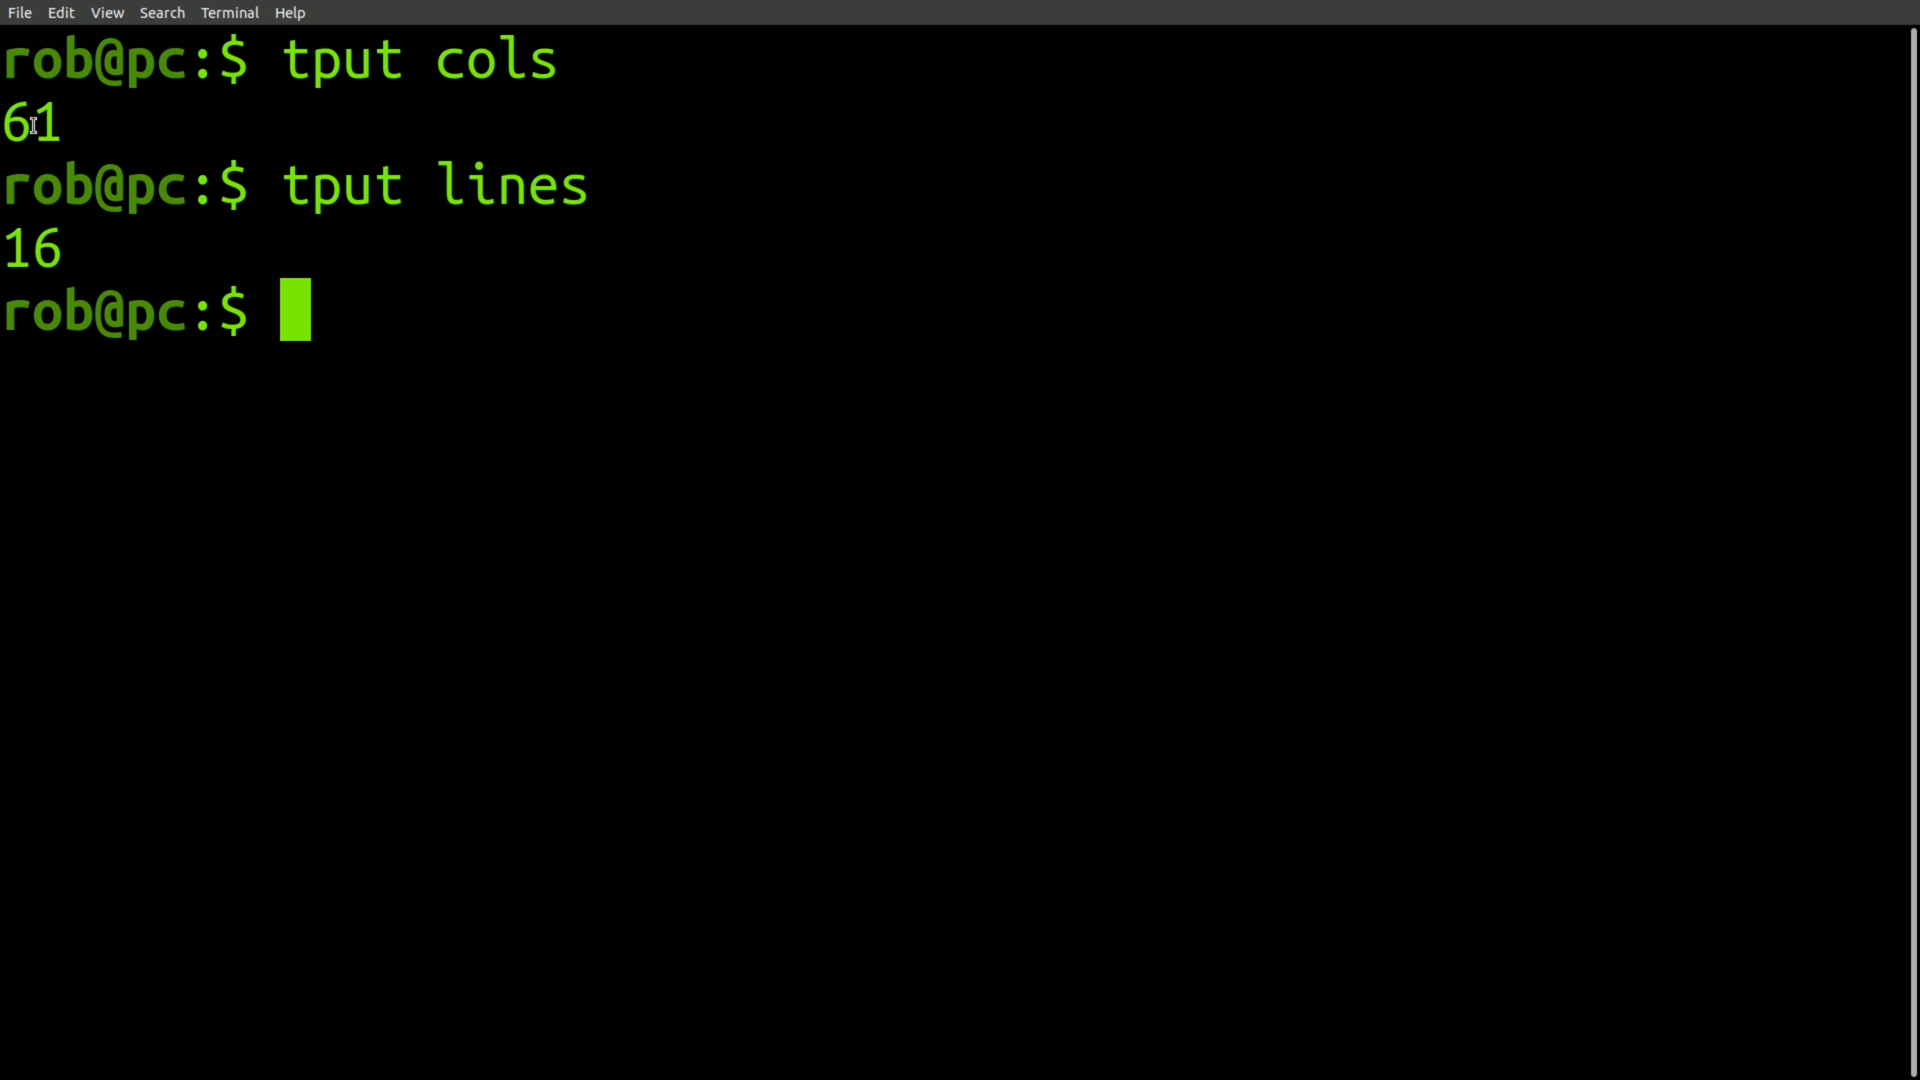 File Edit View Search Terminal Help
rob@pc:$ tput cols
61
rob@pc:$ tput lines
16
rob@pc:$